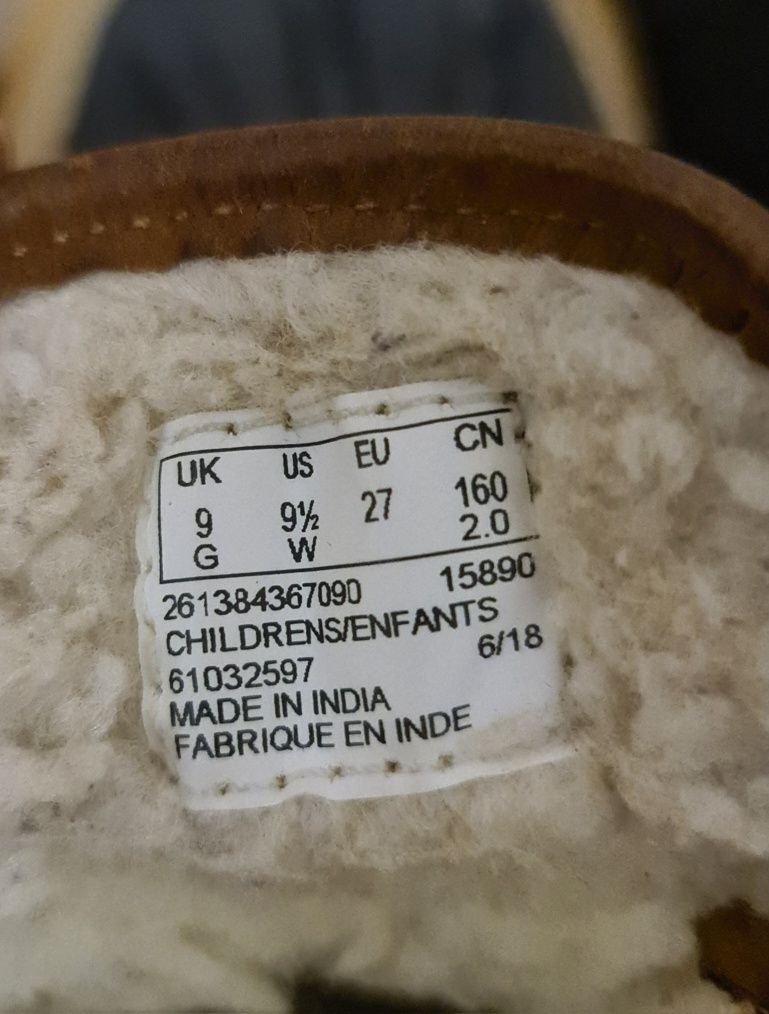 UK US EU CN
9 9½ 27 160
G W 2.0
261384367090 15890
CHILDRENS/ENFANTS
61032597 6/18
MADE IN INDIA
FABRIQUE EN INDE